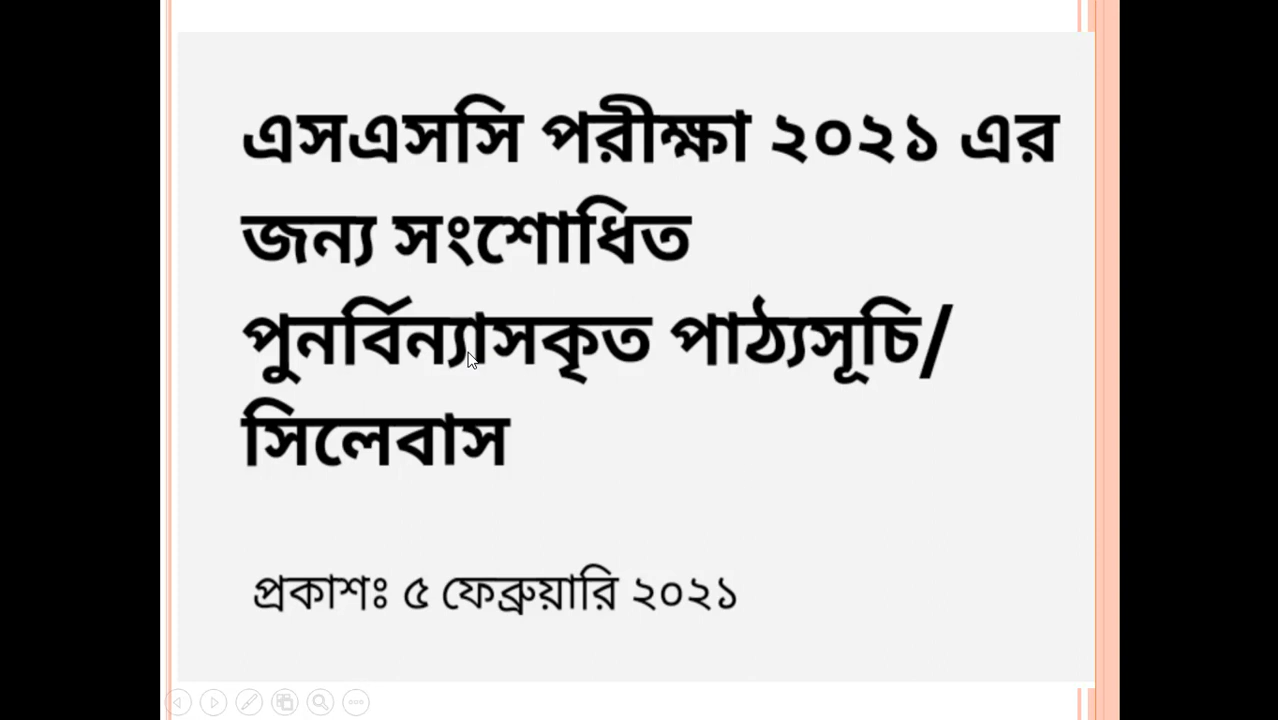 এসএসসি পরীক্ষা ২০২১ এর
জন্য সংশোধিত
পুনর্বিন্যাসকৃত পাঠ্যসূচি/
সিলেবাস
প্রকাশঃ ৫ ফেব্রুয়ারি ২০২১